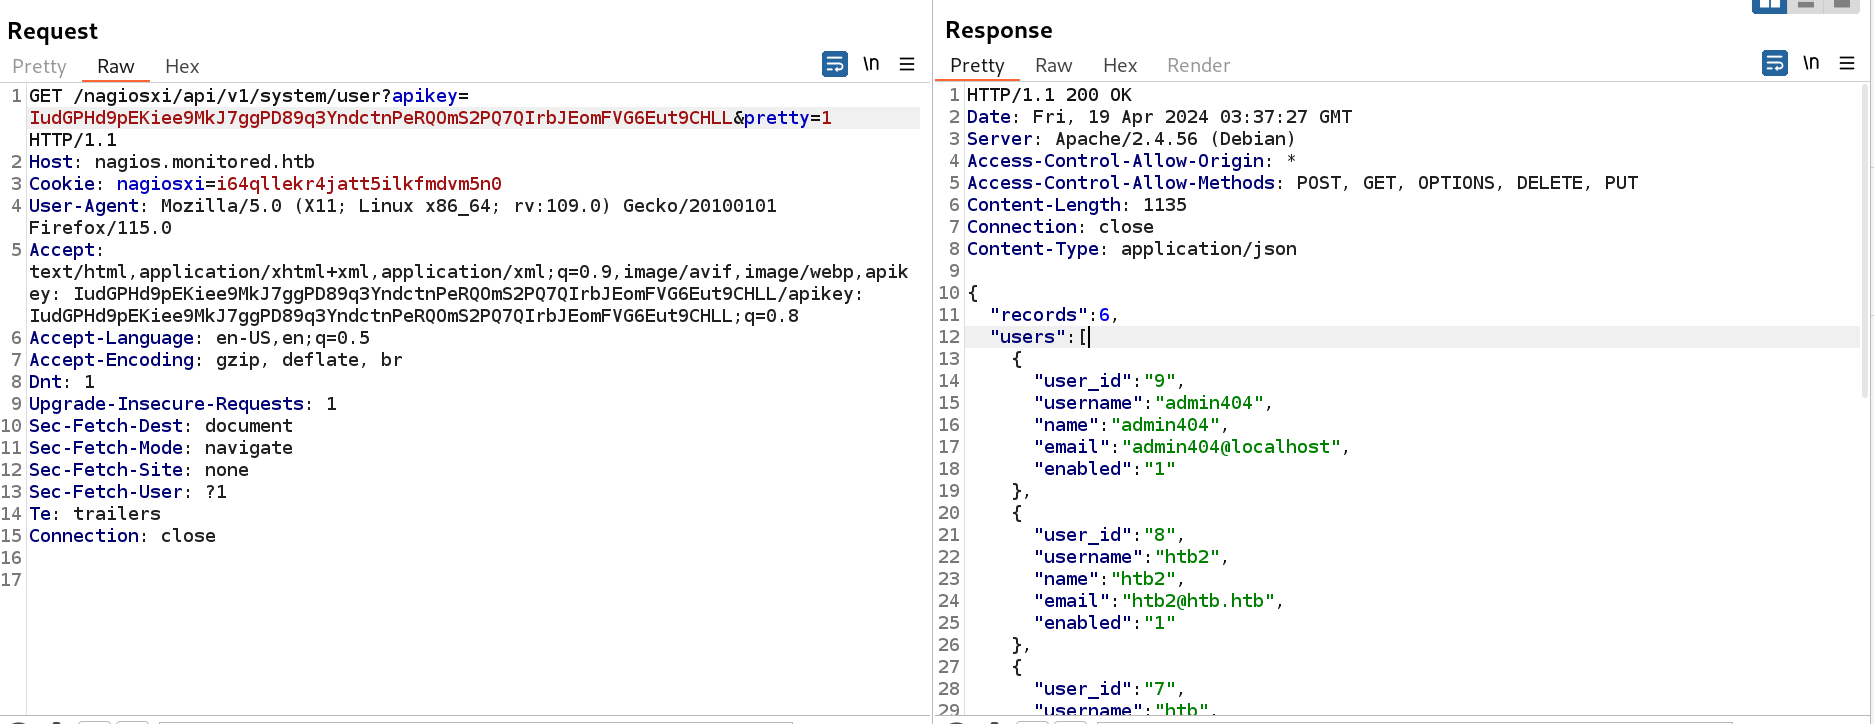 Request
Pretty Raw Hex \n
1 GET /nagiosxi/api/v1/system/user?apikey=
IudGPHd9pEKiee9MkJ7ggPD89q3YndctnPeRQOmS2PQ7QIrbJEomFVG6Eut9CHLL&pretty=1
HTTP/1.1
2 Host: nagios.monitored.htb
3 Cookie: nagiosxi=i64qllekr4jatt5ilkfmdvm5n0
4 User-Agent: Mozilla/5.0 (X11; Linux x86_64; rv:109.0) Gecko/20100101
Firefox/115.0
5 Accept:
text/html,application/xhtml+xml,application/xml;q=0.9,image/avif,image/webp,apik
ey: IudGPHd9pEKiee9MkJ7ggPD89q3YndctnPeRQOmS2PQ7QIrbJEomFVG6Eut9CHLL/apikey:
IudGPHd9pEKiee9MkJ7ggPD89q3YndctnPeRQOmS2PQ7QIrbJEomFVG6Eut9CHLL;q=0.8
6 Accept-Language: en-US,en;q=0.5
7 Accept-Encoding: gzip, deflate, br
8 Dnt: 1
9 Upgrade-Insecure-Requests: 1
10 Sec-Fetch-Dest: document
11 Sec-Fetch-Mode: navigate
12 Sec-Fetch-Site: none
13 Sec-Fetch-User: ?1
14 Te: trailers
15 Connection: close
16
17
Response
Pretty Raw Hex Render \n
1 HTTP/1.1 200 OK
2 Date: Fri, 19 Apr 2024 03:37:27 GMT
3 Server: Apache/2.4.56 (Debian)
4 Access-Control-Allow-Origin: *
5 Access-Control-Allow-Methods: POST, GET, OPTIONS, DELETE, PUT
6 Content-Length: 1135
7 Connection: close
8 Content-Type: application/json
9
10 {
11 "records":6,
12 "users":[
13 {
14 "user_id":"9",
15 "username":"admin404",
16 "name":"admin404",
17 "email":"admin404@localhost",
18 "enabled":"1"
19 },
20 {
21 "user_id":"8",
22 "username":"htb2",
23 "name":"htb2",
24 "email":"htb2@htb.htb",
25 "enabled":"1"
26 },
27 {
28 "user_id":"7",
29 "username":"htb",